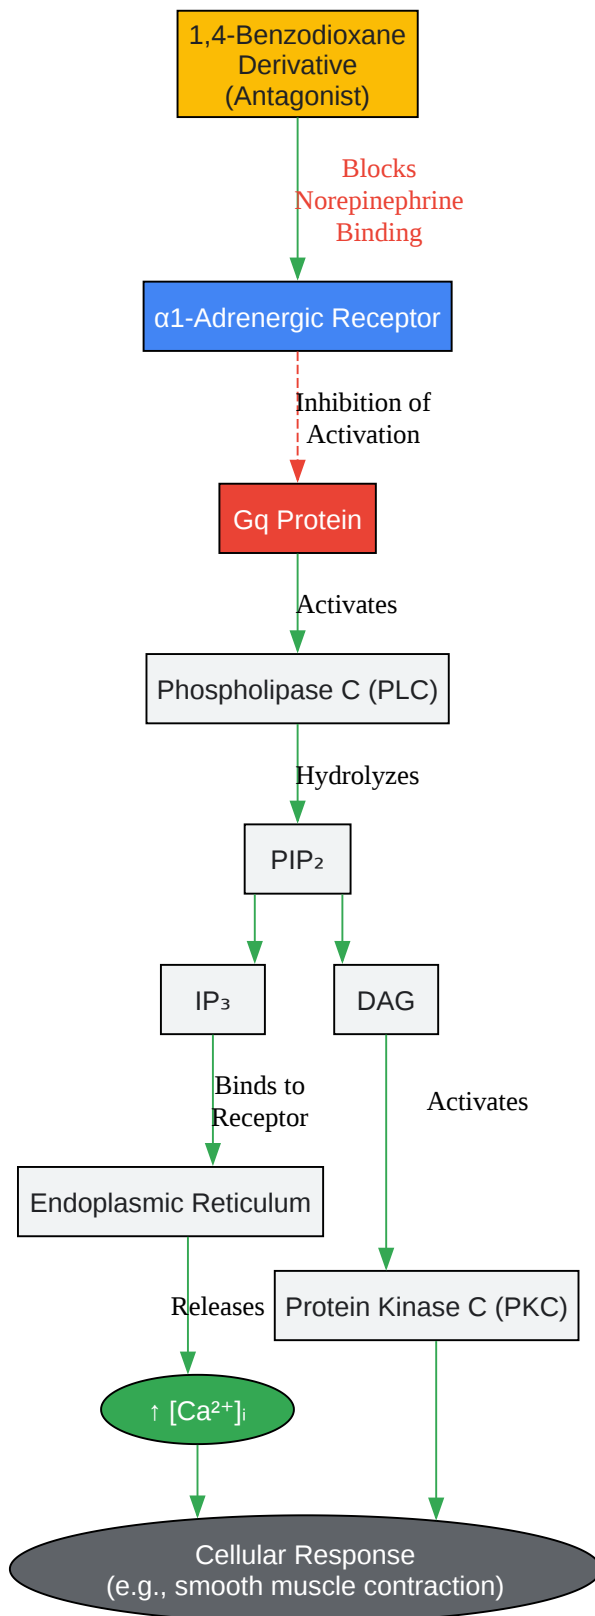 1,4-Benzodioxane
Derivative
(Antagonist)
Blocks
Norepinephrine
Binding
α1-Adrenergic Receptor
Inhibition of
Activation
Gq Protein
Activates
Phospholipase C (PLC)
Hydrolyzes
PIP₂
IP₃
DAG
Binds to
Receptor
Activates
Endoplasmic Reticulum
Releases
Protein Kinase C (PKC)
↑ [Ca²⁺]ᵢ
Cellular Response
(e.g., smooth muscle contraction)